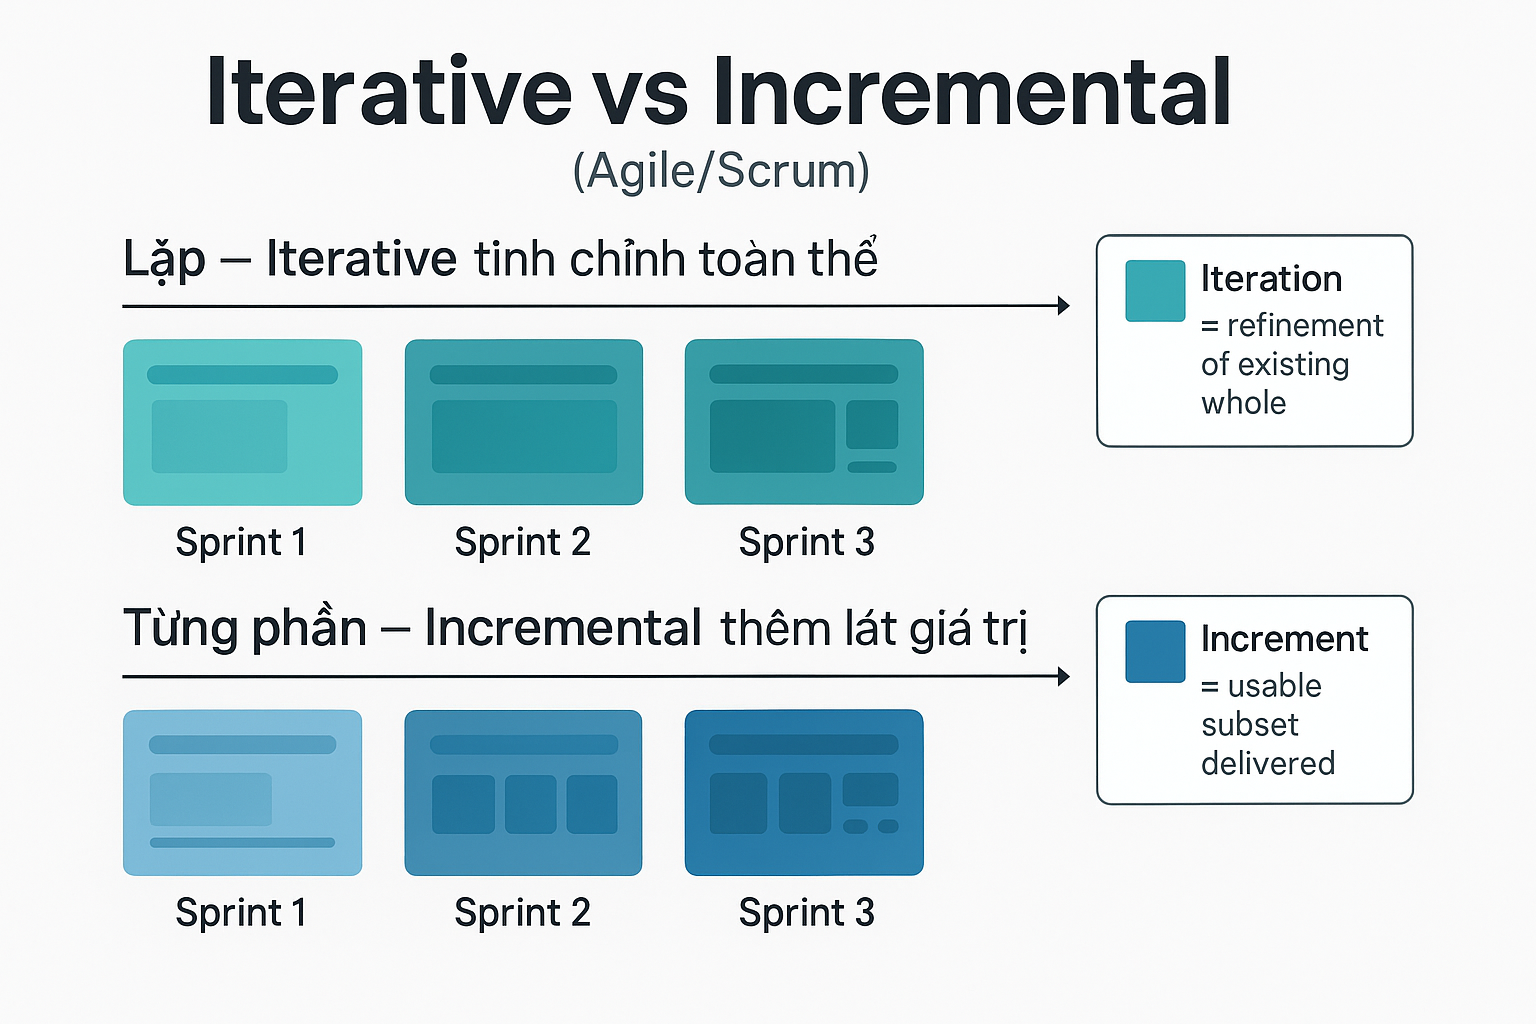 Iterative vs Incremental
(Agile/Scrum)
Lặp – Iterative tinh chỉnh toàn thể
Iteration
= refinement
of existing
whole
Sprint 1
Sprint 2
Sprint 3
Từng phần – Incremental thêm lát giá trị
Increment
= usable
subset
delivered
Sprint 1
Sprint 2
Sprint 3